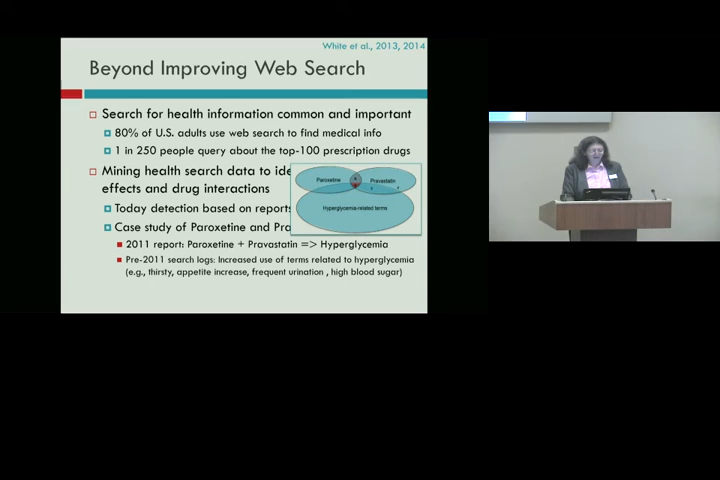 White et al., 2013, 2014
Beyond Improving Web Search
Search for health information common and important
80% of U.S. adults use web search to find medical info
1 in 250 people query about the top-100 prescription drugs
Mining health search data to ide
effects and drug interactions
Paroxetine
Pravastatin
Hyperglycemia-related terms
Today detection based on reports
Case study of Paroxetine and Pra
2011 report: Paroxetine + Pravastatin => Hyperglycemia
Pre-2011 search logs: Increased use of terms related to hyperglycemia
(e.g., thirsty, appetite increase, frequent urination , high blood sugar)